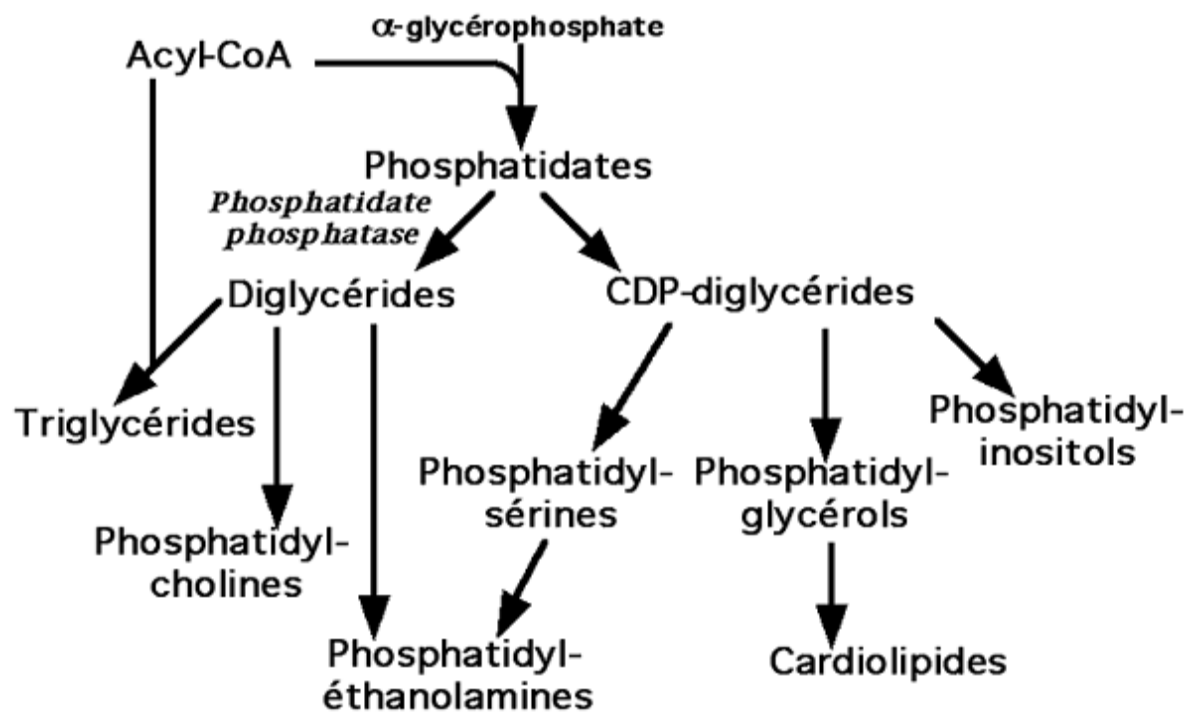 α-glycérophosphate
Acyl-CoA
Phosphatidates
Phosphatidate
phosphatase
Diglycérides
CDP-diglycérides
Triglycérides
Phosphatidyl-
inositols
Phosphatidyl-
sérines
Phosphatidyl-
glycérols
Phosphatidyl-
cholines
Phosphatidyl-
éthanolamines
Cardiolipides